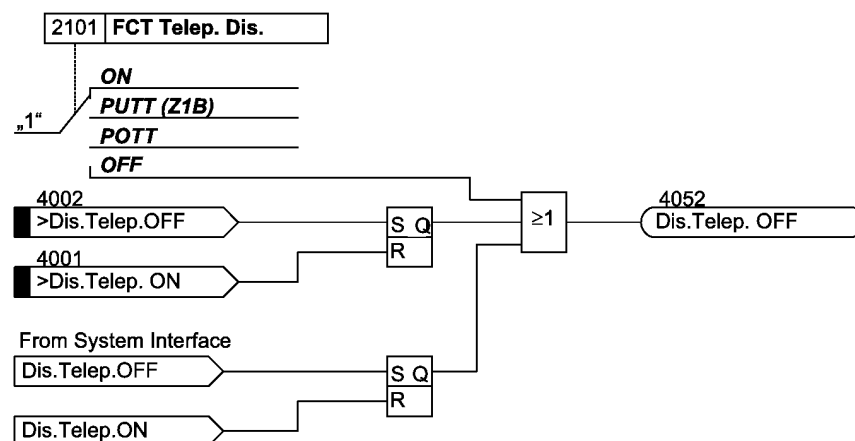 2101 FCT Telep. Dis.
ON
PUTT (Z1B)
„1“
POTT
OFF
4002
>Dis.Telep.OFF
S Q
R
≥1
4052
Dis.Telep. OFF
4001
>Dis.Telep. ON
From System Interface
Dis.Telep.OFF
S Q
R
Dis.Telep.ON